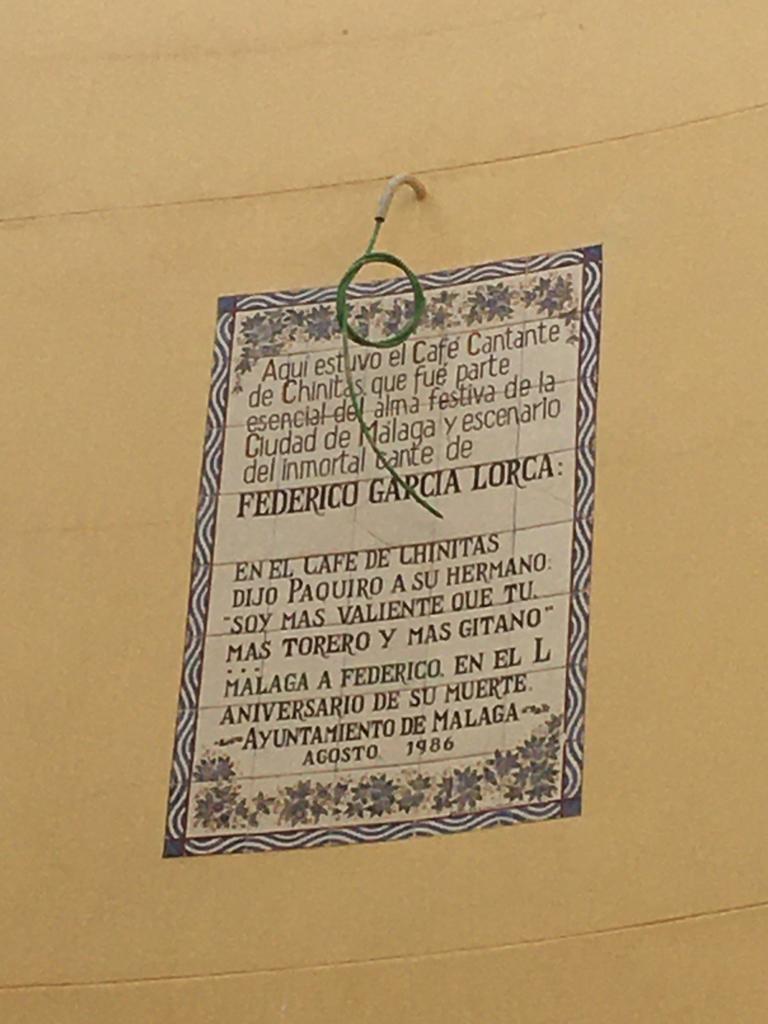 Aqui estuvo el Café Cantante
de Chinitas que fué parte
esencial del alma festiva de la
Ciudad de Malaga y escenario
del inmortal cante de
FEDERICO GARCIA LORCA:
EN EL CAFE DE CHINITAS
DIJO PAQUIRO A SU HERMANO:
"SOY MAS VALIENTE QUE TU.
MAS TORERO Y MAS GITANO"
...
MALAGA A FEDERICO. EN EL L
ANIVERSARIO DE SU MUERTE.
AYUNTAMIENTO DE MALAGA
AGOSTO 1986